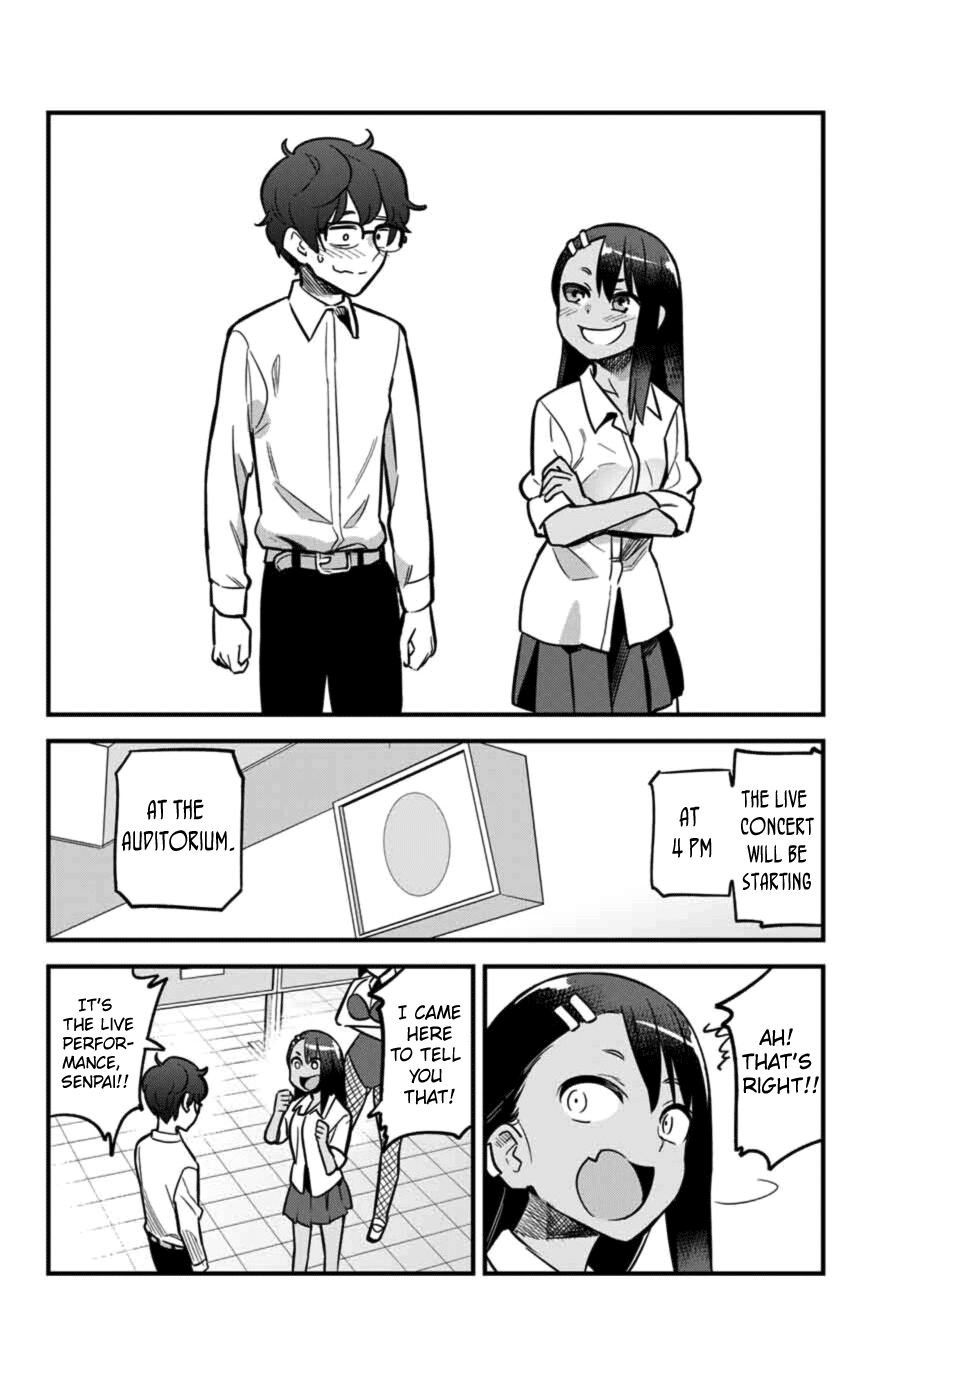 THE LIVE
CONCERT
WILL BE
STARTING
AT
4 PM
AT THE
AUDITORIUM.
AH!
THAT'S
RIGHT!!
I CAME
HERE
TO TELL
YOU
THAT!
IT'S
THE LIVE
PERFOR-
MANCE,
SENPAI!!